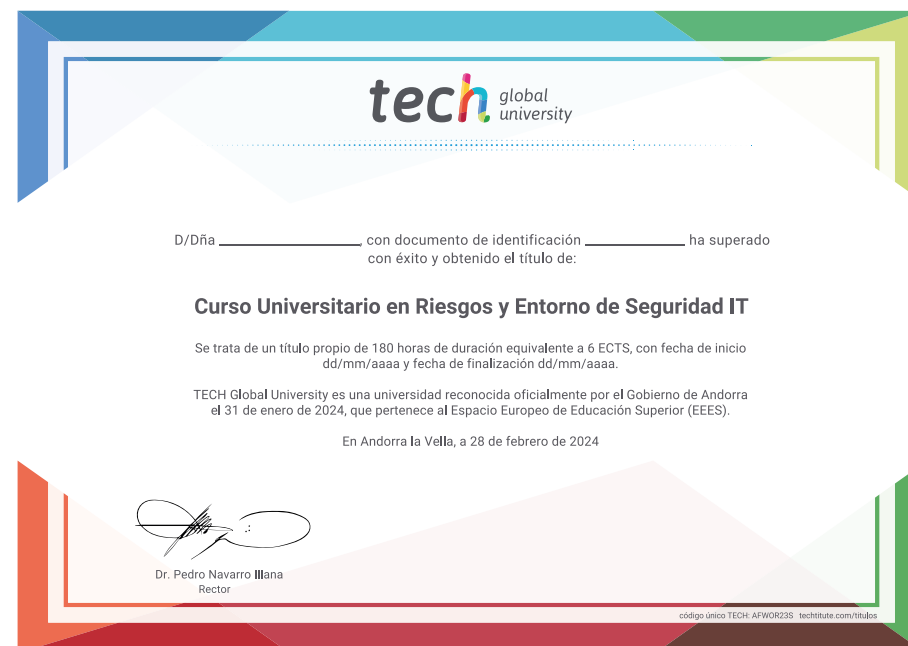 tech global university
D/Dña ____________________, con documento de identificación ______________ ha superado
con éxito y obtenido el título de:
Curso Universitario en Riesgos y Entorno de Seguridad IT
Se trata de un título propio de 180 horas de duración equivalente a 6 ECTS, con fecha de inicio
dd/mm/aaaa y fecha de finalización dd/mm/aaaa.
TECH Global University es una universidad reconocida oficialmente por el Gobierno de Andorra
el 31 de enero de 2024, que pertenece al Espacio Europeo de Educación Superior (EEES).
En Andorra la Vella, a 28 de febrero de 2024
Dr. Pedro Navarro Illana
Rector
código único TECH: AFWOR23S techtitute.com/titulos